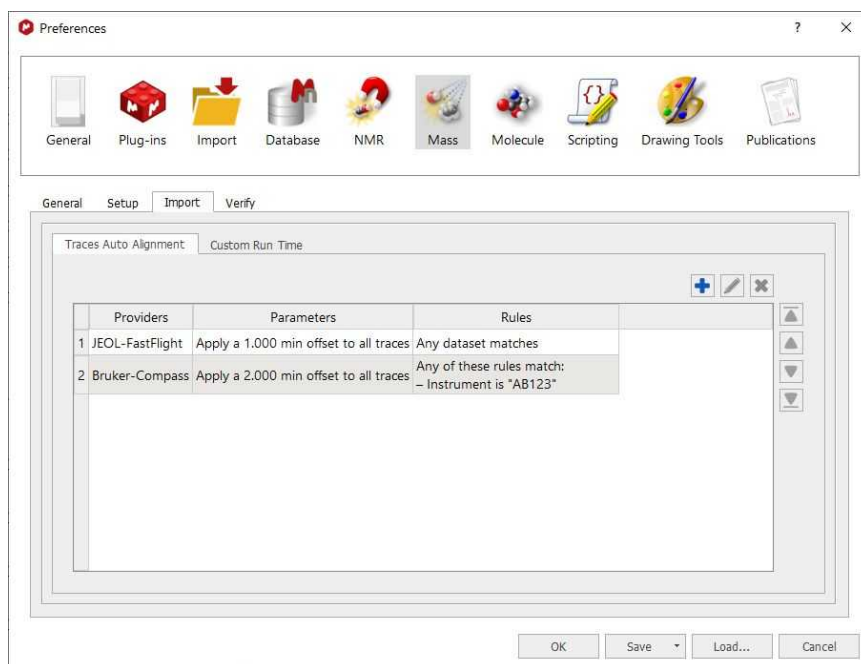 Preferences
?
General Plug-ins Import Database NMR Mass Molecule Scripting Drawing Tools Publications
General Setup Import Verify
Traces Auto Alignment Custom Run Time
Providers Parameters Rules
1 JEOL-FastFlight Apply a 1.000 min offset to all traces Any dataset matches
2 Bruker-Compass Apply a 2.000 min offset to all traces Any of these rules match:
– Instrument is "AB123"
OK Save Load... Cancel